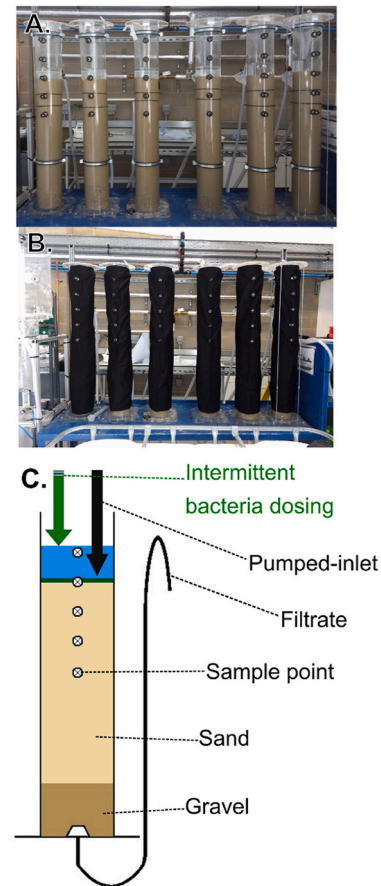 A.
B.
C.
Intermittent
bacteria dosing
Pumped-inlet
Filtrate
Sample point
Sand
Gravel